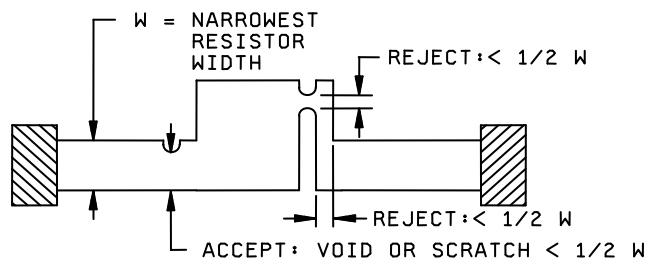 W = NARROWEST
RESISTOR
WIDTH
REJECT:< 1/2 W
REJECT:< 1/2 W
ACCEPT: VOID OR SCRATCH < 1/2 W